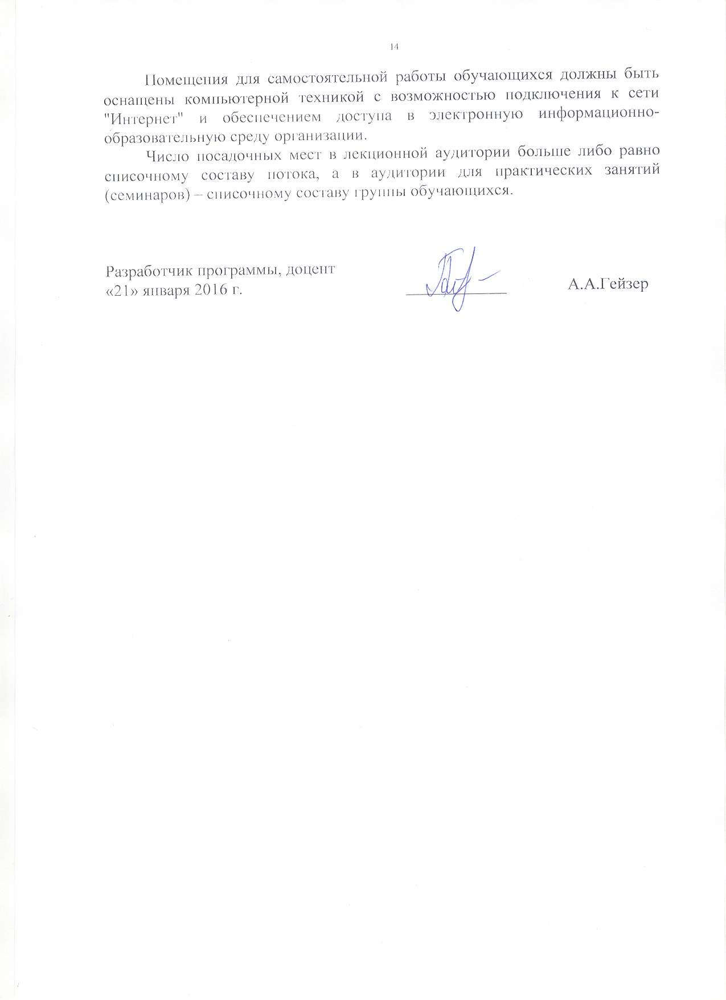 14
Помещения для самостоятельной работы обучающихся должны быть
оснащены компьютерной техникой с возможностью подключения к сети
"Интернет" и обеспечением доступа в электронную информационно-
образовательную среду организации.
Число посадочных мест в лекционной аудитории больше либо равно
списочному составу потока, а в аудитории для практических занятий
(семинаров) – списочному составу группы обучающихся.
Разработчик программы, доцент
«21» января 2016 г.
А.А.Гейзер